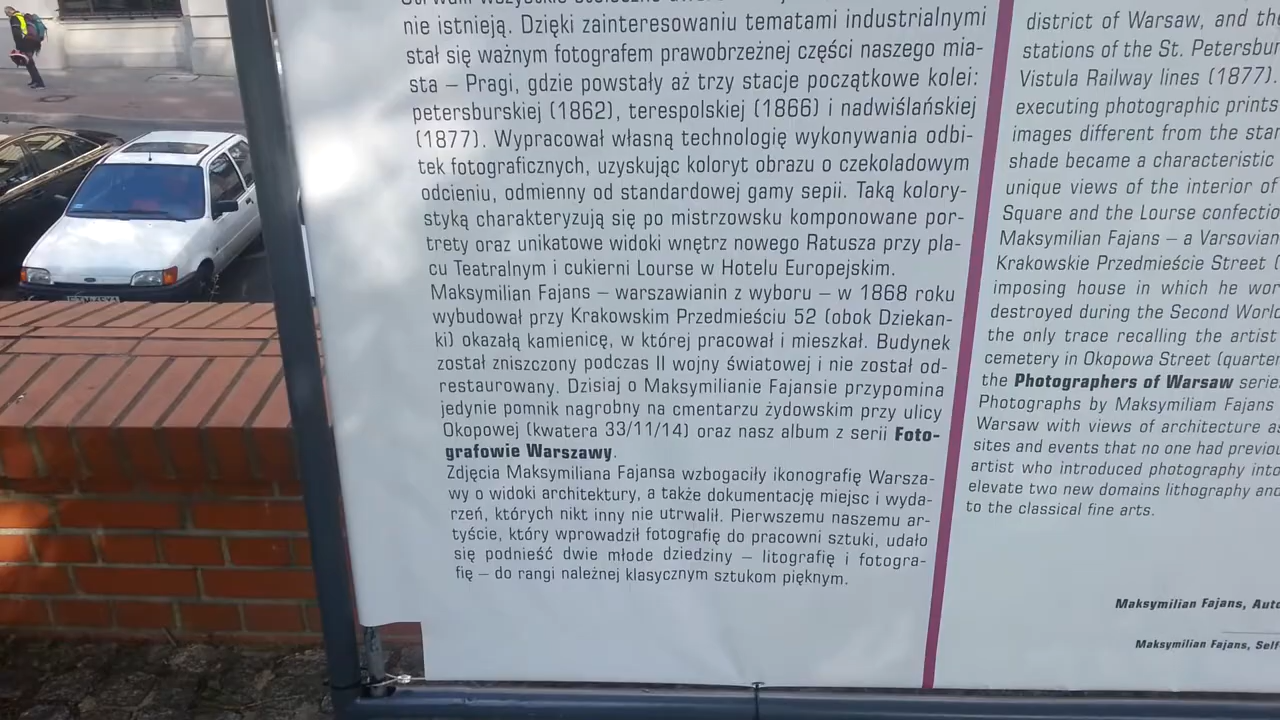 nie istnieją. Dzięki zainteresowaniu tematami industrialnymi
stał się ważnym fotografem prawobrzeżnej części naszego mia-
sta – Pragi, gdzie powstały aż trzy stacje początkowe kolei:
petersburskiej (1862), terespolskiej (1866) i nadwiślańskiej
(1877). Wypracował własną technologię wykonywania odbi-
tek fotograficznych, uzyskując koloryt obrazu o czekoladowym
odcieniu, odmienny od standardowej gamy sepii. Taką kolory-
styką charakteryzują się po mistrzowsku komponowane por-
trety oraz unikatowe widoki wnętrz nowego Ratusza przy pla-
cu Teatralnym i cukierni Lourse w Hotelu Europejskim.
Maksymilian Fajans – warszawianin z wyboru – w 1868 roku
wybudował przy Krakowskim Przedmieściu 52 (obok Dziekan-
ki) okazałą kamienicę, w której pracował i mieszkał. Budynek
został zniszczony podczas II wojny światowej i nie został od-
restaurowany. Dzisiaj o Maksymilianie Fajansie przypomina
jedynie pomnik nagrobny na cmentarzu żydowskim przy ulicy
Okopowej (kwatera 33/11/14) oraz nasz album z serii Foto-
grafowie Warszawy.
Zdjęcia Maksymiliana Fajansa wzbogaciły ikonografię Warsza-
wy o widoki architektury, a także dokumentację miejsc i wyda-
rzeń, których nikt inny nie utrwalił. Pierwszemu naszemu ar-
tyście, który wprowadził fotografię do pracowni sztuki, udało
się podnieść dwie młode dziedziny – litografię i fotogra-
fię – do rangi należnej klasycznym sztukom pięknym.
district of Warsaw, and
stations of the St.
Vistula Railway lines (1877).
executing photographic prints
images different from the
shade became a characteristic
unique views of the interior of
Square and the Lourse
Maksymilian Fajans – a Varsovian
Krakowskie Przedmieście Street
imposing house in which he
destroyed during the Second World
the only trace recalling the artist
cemetery in Okopowa Street
the Photographers of Warsaw
Photographs by Maksymiliam Fajans
Warsaw with views of architecture
sites and events that no one had
artist who introduced photography
elevate two new domains lithography and
to the classical fine arts.
Maksymilian Fajans,
Maksymilian Fajans,